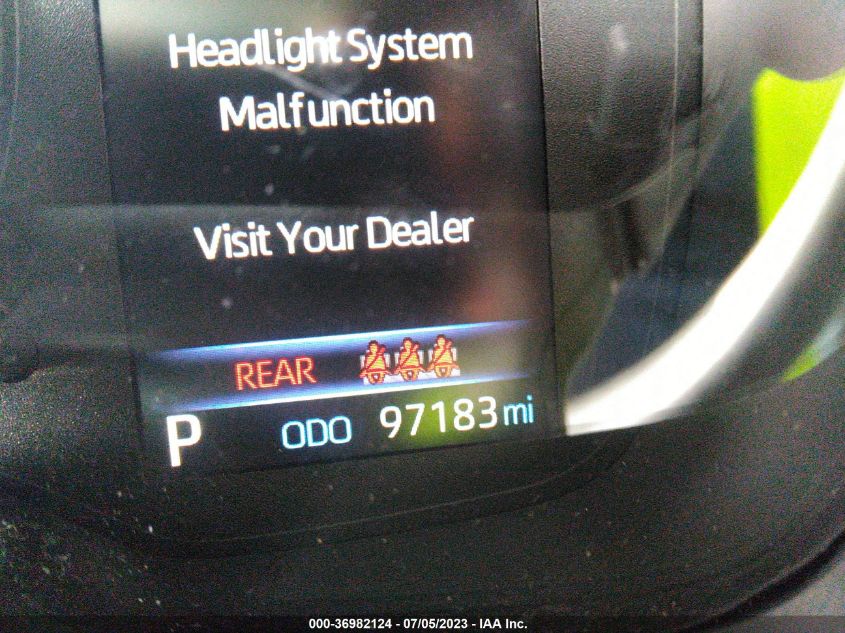 Headlight System
Malfunction
Visit Your Dealer
REAR
P ODO 97183 mi
000-36982124 - 07/05/2023 - IAA Inc.